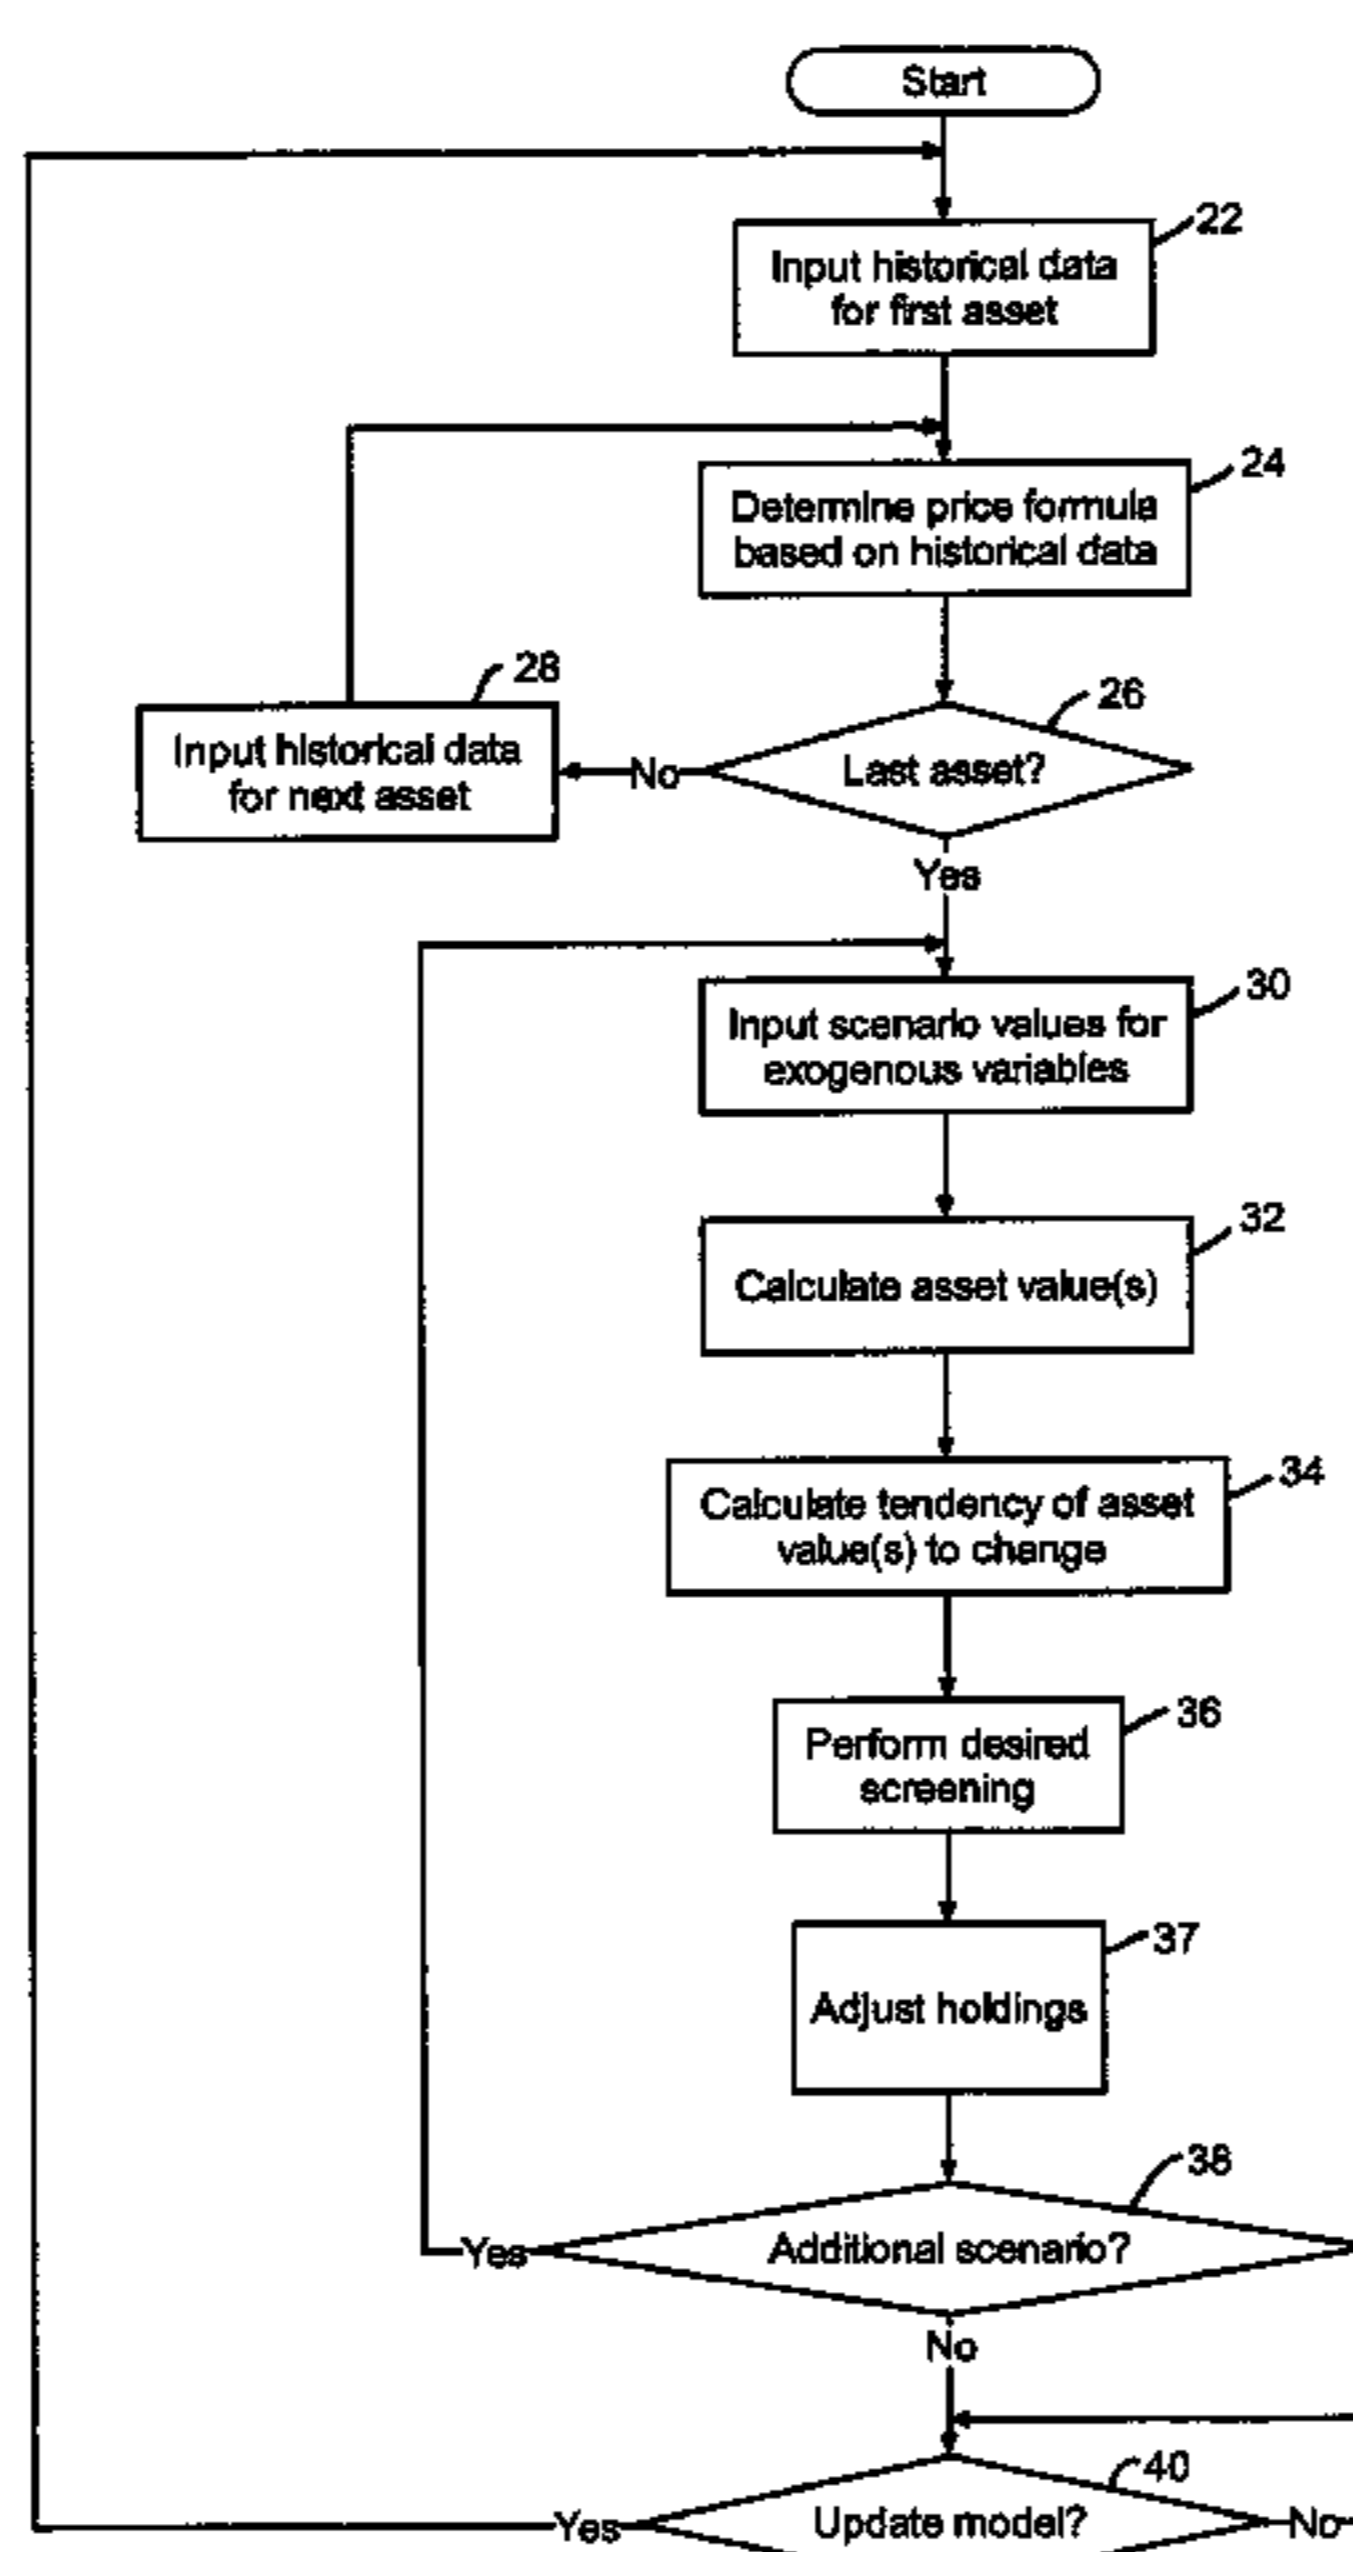 Start
22
Input historical data
for first asset
24
Determine price formula
based on historical data
28
Input historical data
for next asset
No
26
Last asset?
Yes
30
Input scenario values for
exogenous variables
32
Calculate asset value(s)
34
Calculate tendency of asset
value(s) to change
36
Perform desired
screening
37
Adjust holdings
38
Yes
Additional scenario?
No
40
Yes
Update model?
No